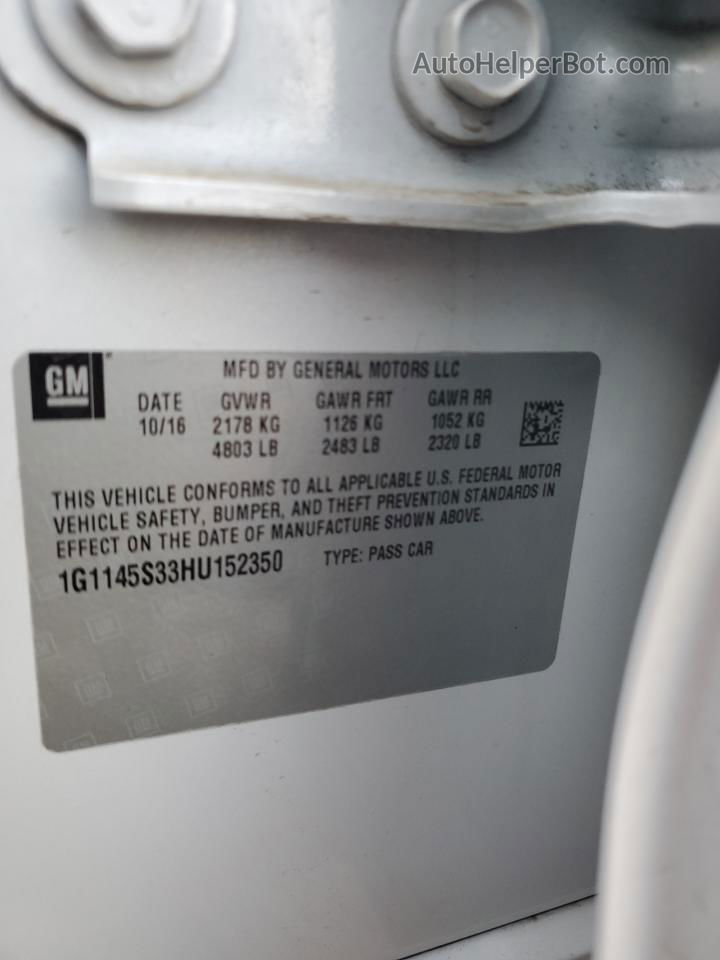 AutoHelperBot.com
GM
MFD BY GENERAL MOTORS LLC
DATE GVWR GAWR FRT GAWR RR
10/16 2178 KG 1126 KG 1052 KG
4803 LB 2483 LB 2320 LB
THIS VEHICLE CONFORMS TO ALL APPLICABLE U.S. FEDERAL MOTOR
VEHICLE SAFETY, BUMPER, AND THEFT PREVENTION STANDARDS IN
EFFECT ON THE DATE OF MANUFACTURE SHOWN ABOVE.
1G1145S33HU152350 TYPE: PASS CAR